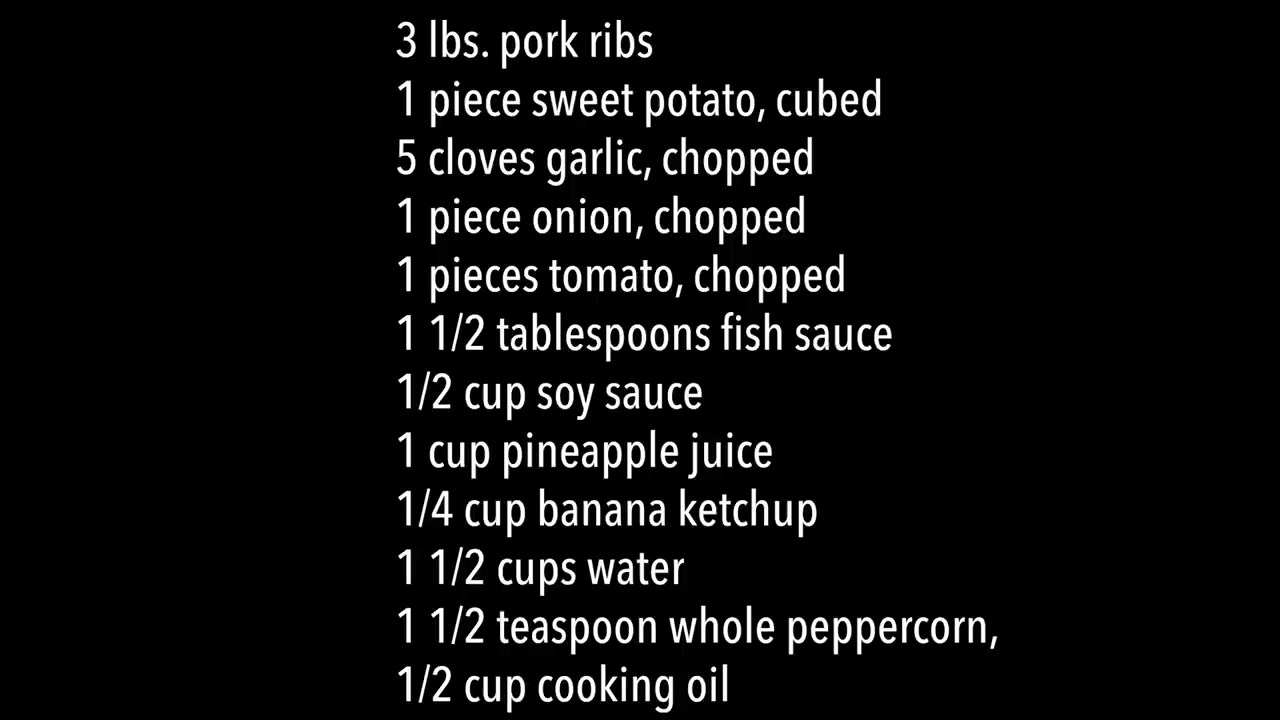 3 lbs. pork ribs
1 piece sweet potato, cubed
5 cloves garlic, chopped
1 piece onion, chopped
1 pieces tomato, chopped
1 1/2 tablespoons fish sauce
1/2 cup soy sauce
1 cup pineapple juice
1/4 cup banana ketchup
1 1/2 cups water
1 1/2 teaspoon whole peppercorn,
1/2 cup cooking oil